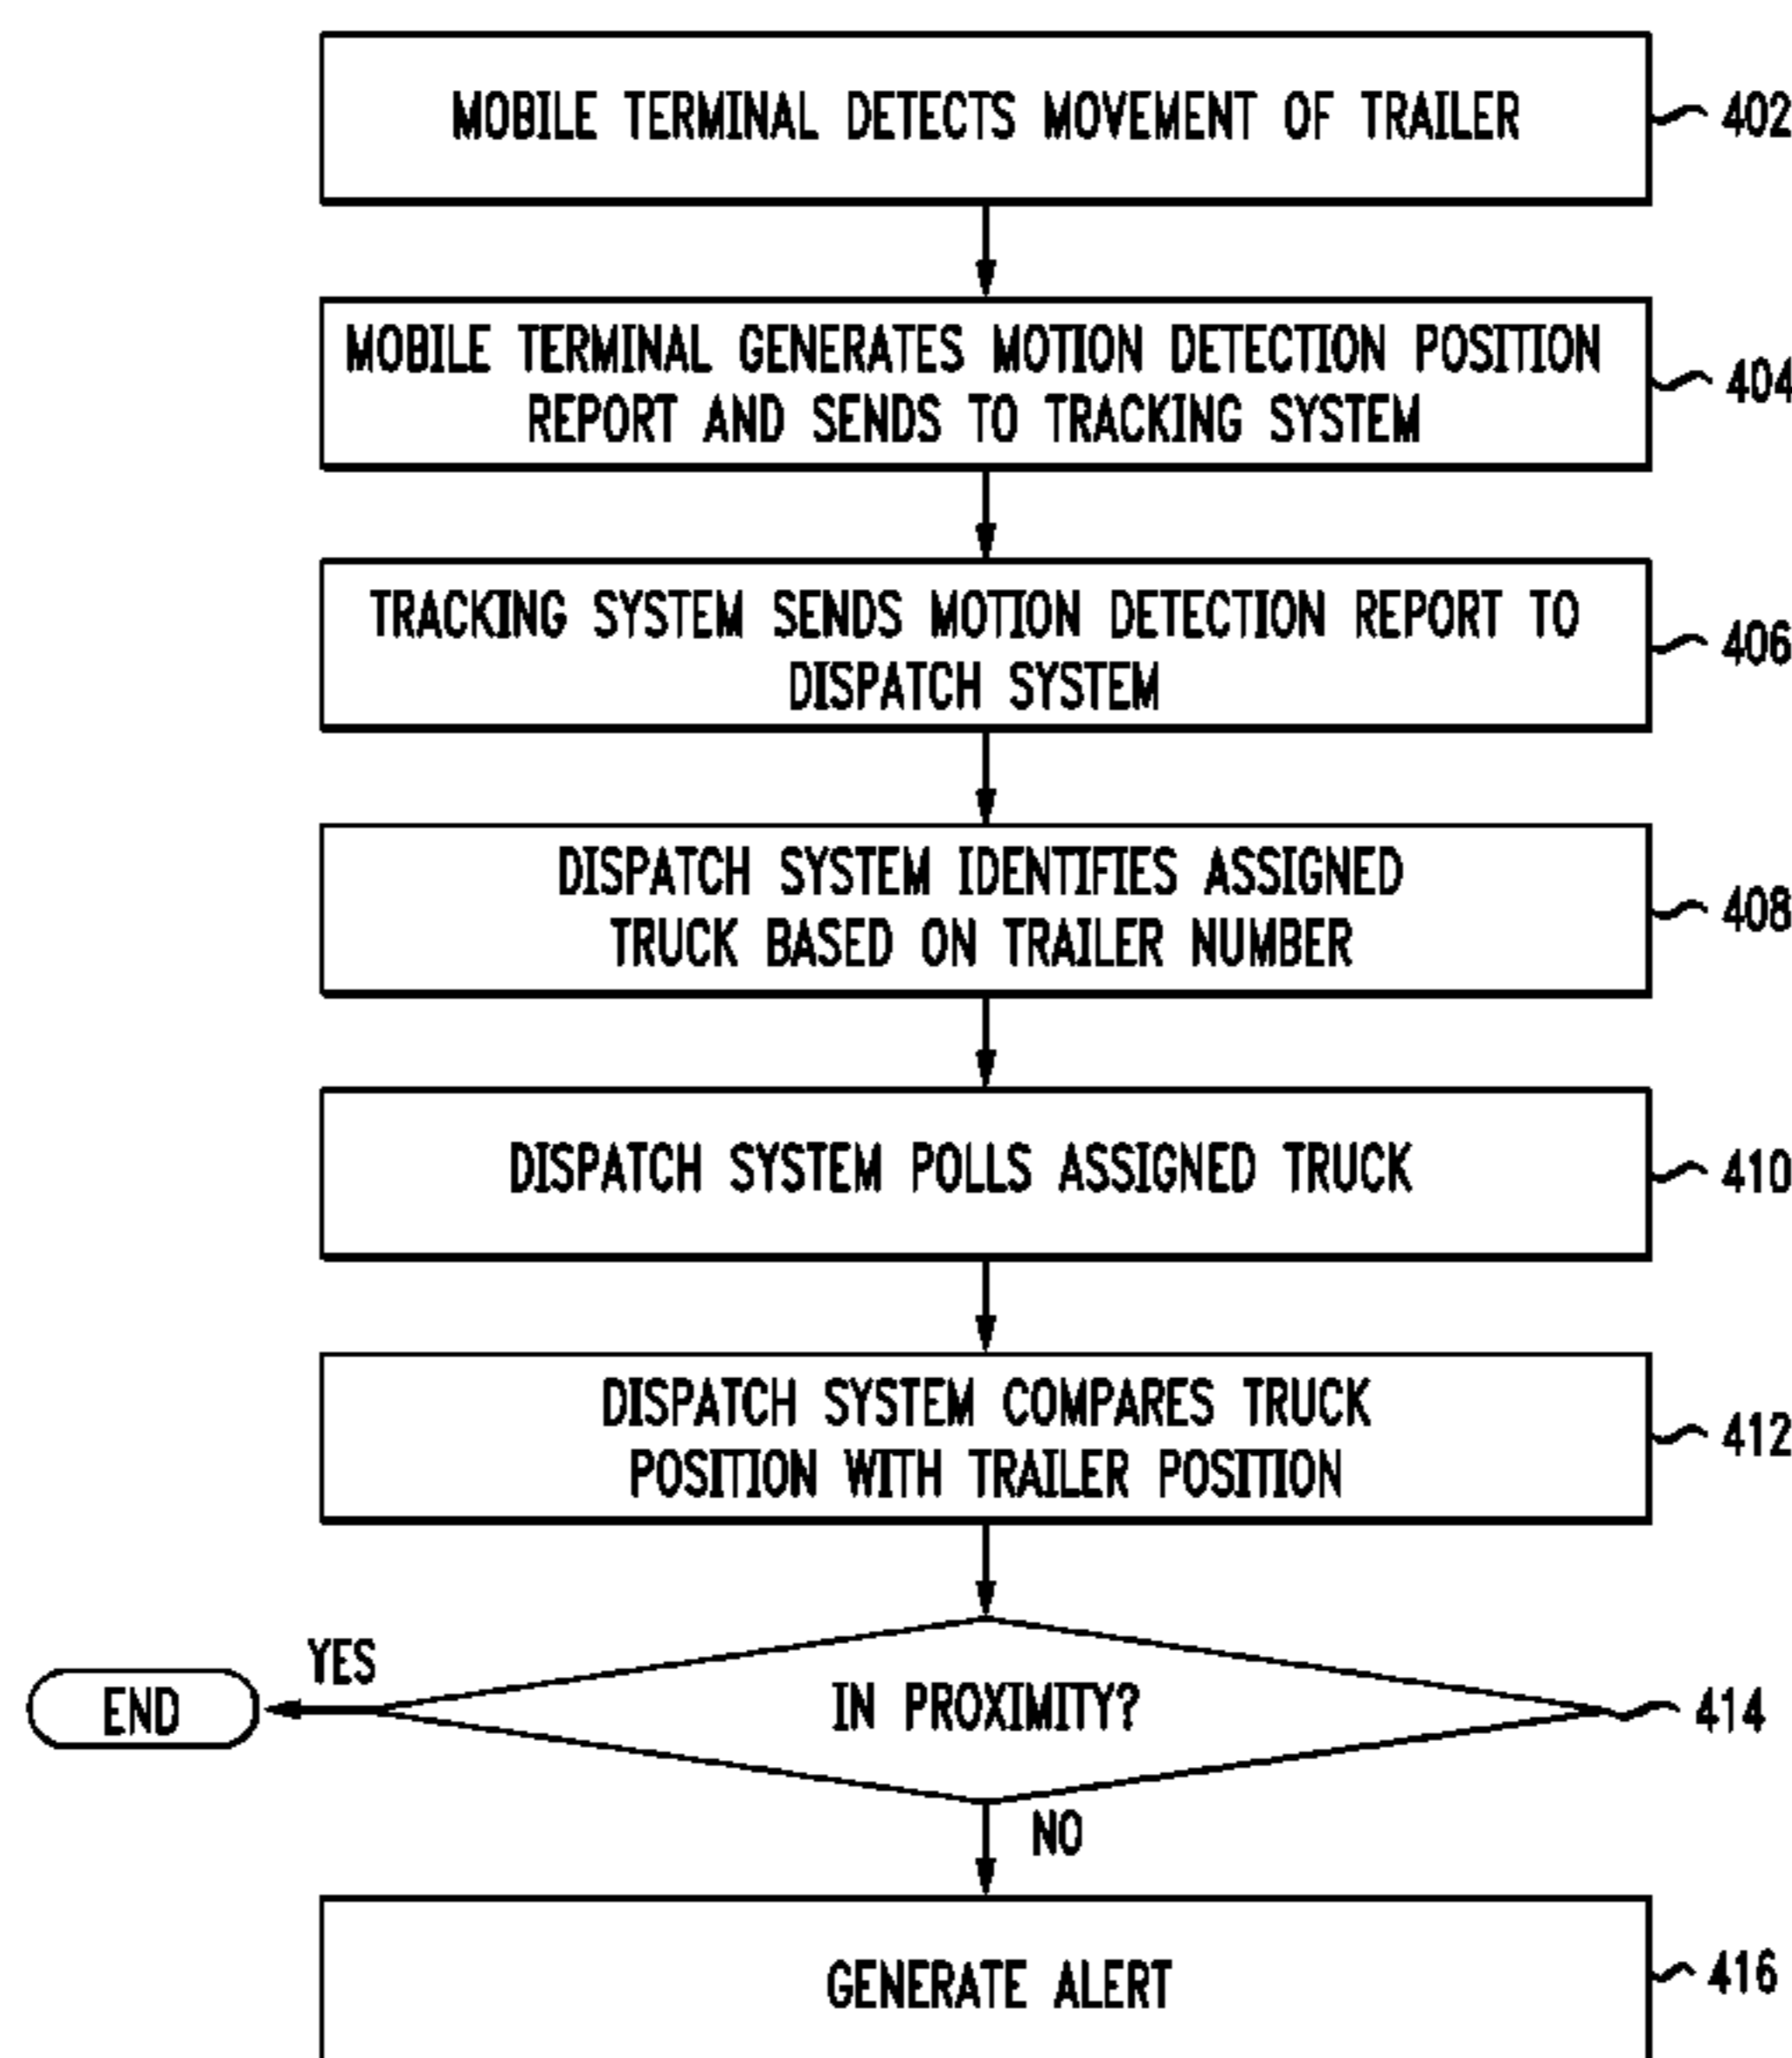 MOBILE TERMINAL DETECTS MOVEMENT OF TRAILER
402
MOBILE TERMINAL GENERATES MOTION DETECTION POSITION
REPORT AND SENDS TO TRACKING SYSTEM
404
TRACKING SYSTEM SENDS MOTION DETECTION REPORT TO
DISPATCH SYSTEM
406
DISPATCH SYSTEM IDENTIFIES ASSIGNED
TRUCK BASED ON TRAILER NUMBER
408
DISPATCH SYSTEM POLLS ASSIGNED TRUCK
410
DISPATCH SYSTEM COMPARES TRUCK
POSITION WITH TRAILER POSITION
412
YES
END
IN PROXIMITY?
414
NO
GENERATE ALERT
416